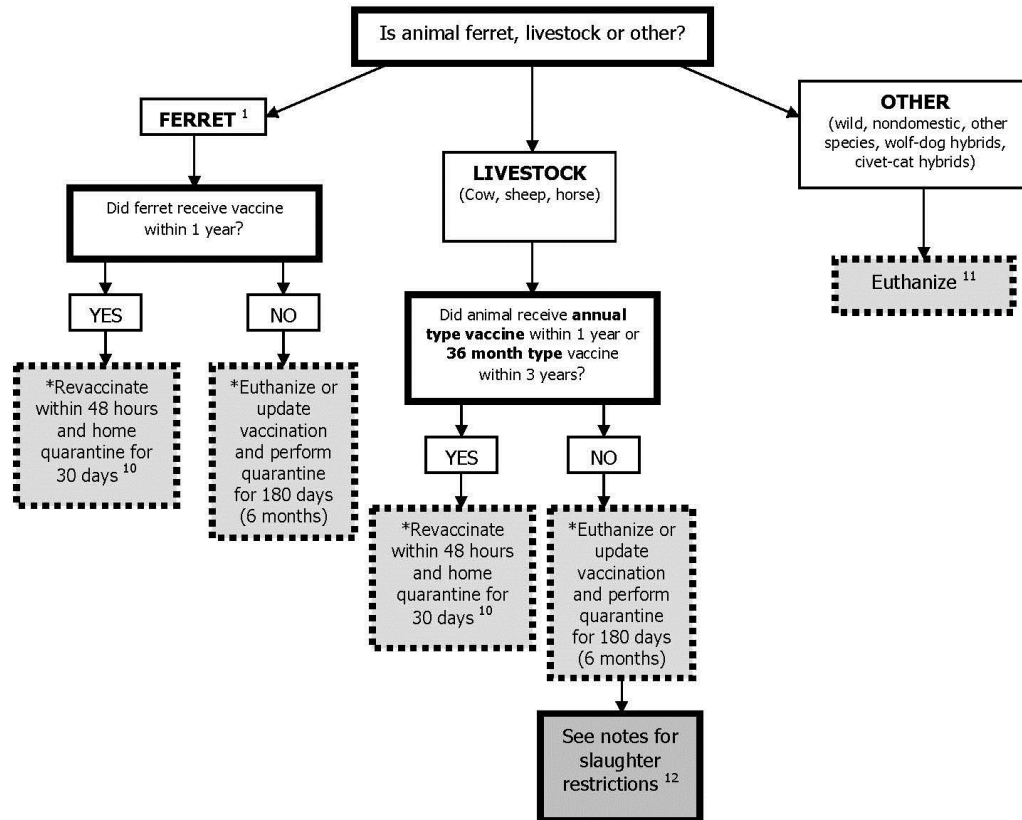 Is animal ferret, livestock or other?
FERRET 1
Did ferret receive vaccine
within 1 year?
YES
NO
*Revaccinate
within 48 hours
and home
quarantine for
30 days 10
*Euthanize or
update
vaccination
and perform
quarantine
for 180 days
(6 months)
LIVESTOCK
(Cow, sheep, horse)
Did animal receive annual
type vaccine within 1 year or
36 month type vaccine
within 3 years?
YES
NO
*Revaccinate
within 48 hours
and home
quarantine for
30 days 10
*Euthanize or
update
vaccination
and perform
quarantine
for 180 days
(6 months)
See notes for
slaughter
restrictions 12
OTHER
(wild, nondomestic, other
species, wolf-dog hybrids,
civet-cat hybrids)
Euthanize 11